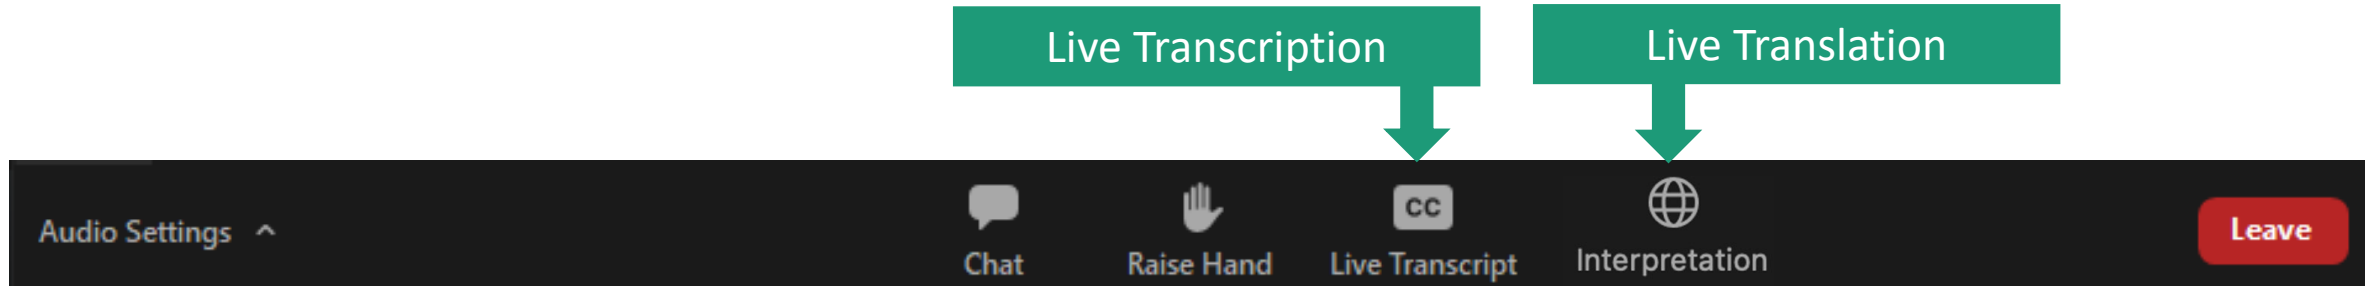 Live Transcription
Live Translation
Audio Settings
CC
Chat
Raise Hand
Live Transcript
Interpretation
Leave